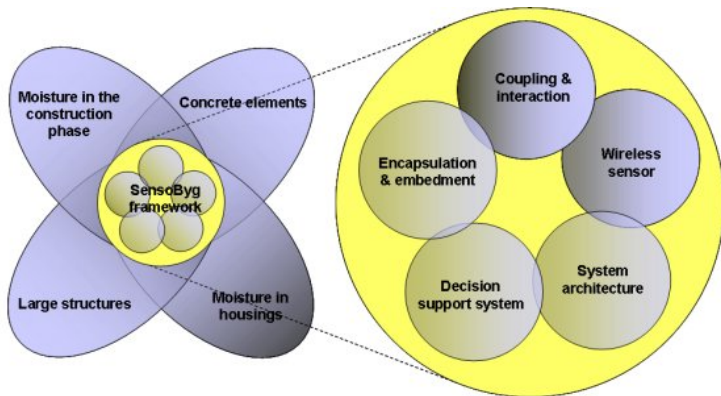 Moisture in the
construction
phase
Concrete elements
SensoByg
framework
Large structures
Moisture in
housings
Coupling &
interaction
Encapsulation
& embedment
Wireless
sensor
Decision
support system
System
architecture